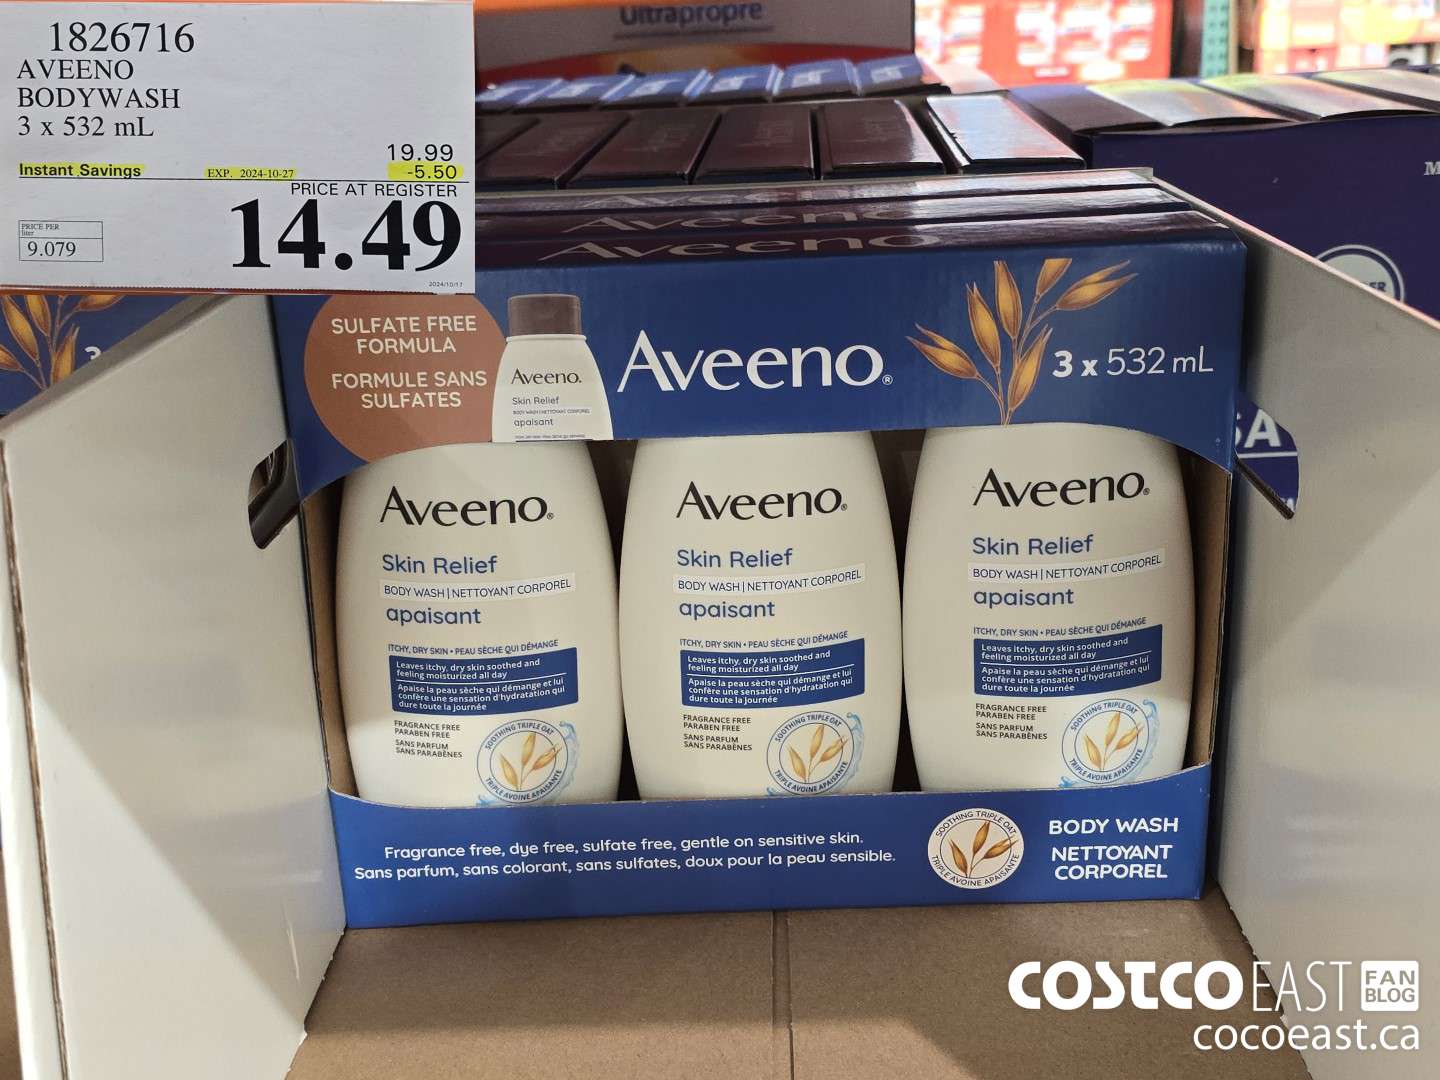 Ultrapropre
1826716
AVEENO
BODYWASH
3 x 532 mL
19.99
Instant Savings EXP. 2024-10-27 -5.50
PRICE AT REGISTER
14.49
PRICE PER
liter
9.079
2024/10/17
Aveeno
Aveeno
Aveeno
SULFATE FREE
FORMULA
FORMULE SANS
SULFATES
Aveeno.
Skin Relief
BODY WASH | NETTOYANT CORPOREL
apaisant
Aveeno®
3 x 532 mL
Aveeno®
Skin Relief
BODY WASH | NETTOYANT CORPOREL
apaisant
ITCHY, DRY SKIN • PEAU SÈCHE QUI DÉMANGE
Leaves itchy, dry skin soothed and
feeling moisturized all day
Apaise la peau sèche qui démange et lui
confère une sensation d'hydratation qui
dure toute la journée
FRAGRANCE FREE
PARABEN FREE
SANS PARFUM
SANS PARABÈNES
SOOTHING TRIPLE OAT
TRIPLE AVOINE APAISANTE
Aveeno®
Skin Relief
BODY WASH | NETTOYANT CORPOREL
apaisant
ITCHY, DRY SKIN • PEAU SÈCHE QUI DÉMANGE
Leaves itchy, dry skin soothed and
feeling moisturized all day
Apaise la peau sèche qui démange et lui
confère une sensation d'hydratation qui
dure toute la journée
FRAGRANCE FREE
PARABEN FREE
SANS PARFUM
SANS PARABÈNES
SOOTHING TRIPLE OAT
TRIPLE AVOINE APAISANTE
Aveeno®
Skin Relief
BODY WASH | NETTOYANT CORPOREL
apaisant
ITCHY, DRY SKIN • PEAU SÈCHE QUI DÉMANGE
Leaves itchy, dry skin soothed and
feeling moisturized all day
Apaise la peau sèche qui démange et lui
confère une sensation d'hydratation qui
dure toute la journée
FRAGRANCE FREE
PARABEN FREE
SANS PARFUM
SANS PARABÈNES
SOOTHING TRIPLE OAT
TRIPLE AVOINE APAISANTE
Fragrance free, dye free, sulfate free, gentle on sensitive skin.
Sans parfum, sans colorant, sans sulfates, doux pour la peau sensible.
SOOTHING TRIPLE OAT
TRIPLE AVOINE APAISANTE
BODY WASH
NETTOYANT
CORPOREL
COSTCO EAST FAN BLOG
cocoeast.ca